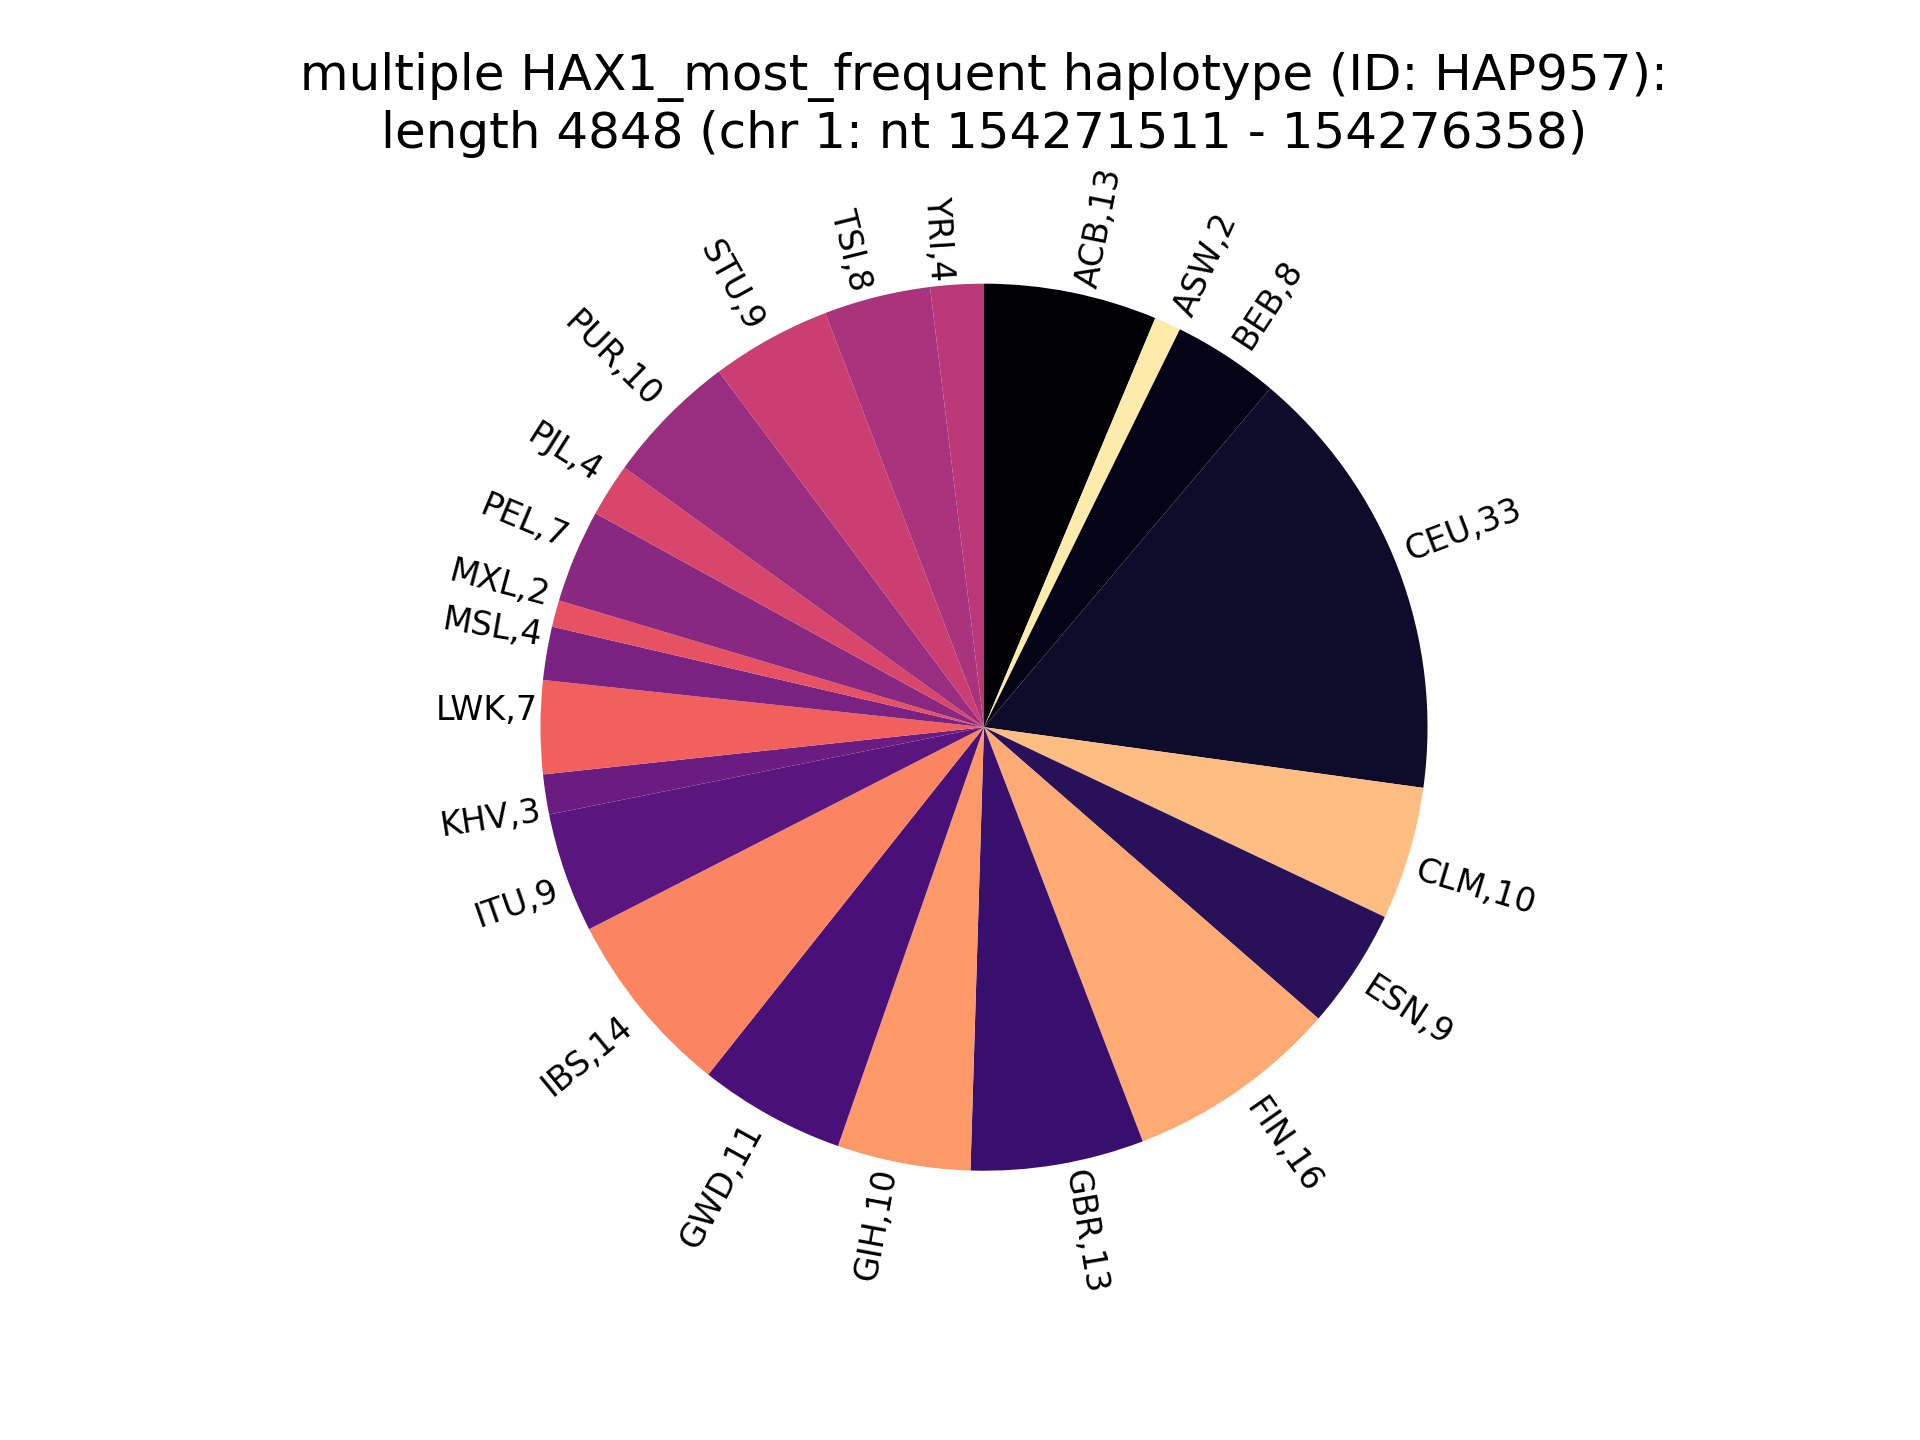 multiple HAX1_most_frequent haplotype (ID: HAP957):
length 4848 (chr 1: nt 154271511 - 154276358)
ACB,13
ASW,2
BEB,8
CEU,33
CLM,10
ESN,9
FIN,16
GBR,13
GIH,10
GWD,11
IBS,14
ITU,9
KHV,3
LWK,7
MSL,4
MXL,2
PEL,7
PJL,4
PUR,10
STU,9
TSI,8
YRI,4